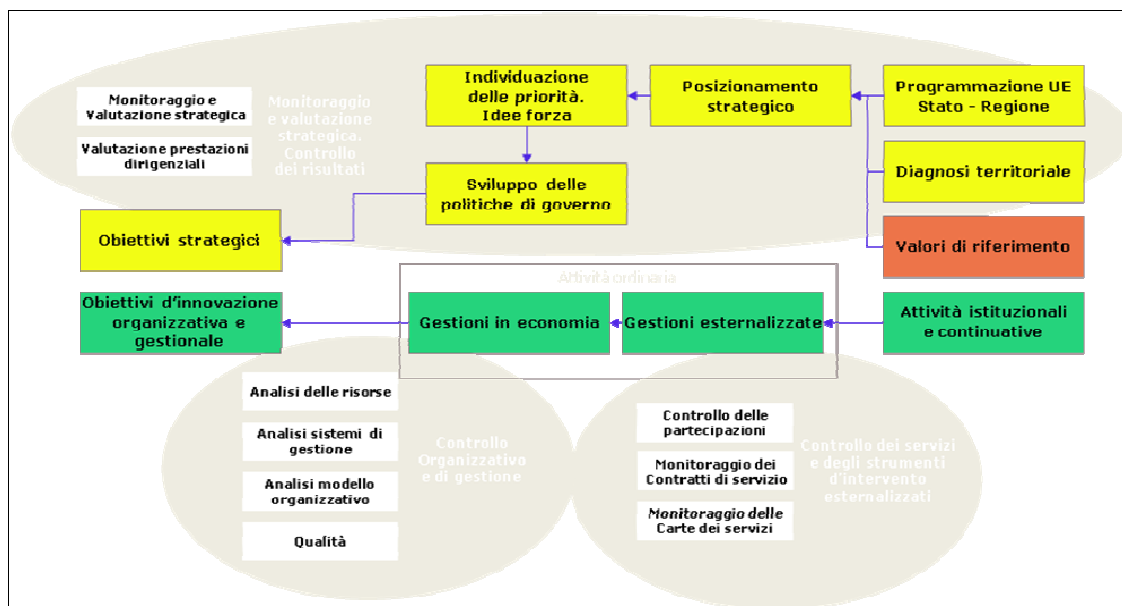 Individuazione
delle priorità.
Idee forza
Posizionamento
strategico
Programmazione UE
Stato - Regione
Monitoraggio e
Valutazione strategica
Monitoraggio
e valutazione
strategica.
Controllo
dei risultati
Valutazione prestazioni
dirigenziali
Diagnosi territoriale
Sviluppo delle
politiche di governo
Obiettivi strategici
Valori di riferimento
Attività ordinaria
Obiettivi d'innovazione
organizzativa e
gestionale
Gestioni in economia
Gestioni esternalizzate
Attività istituzionali
e continuative
Analisi delle risorse
Analisi sistemi di
gestione
Analisi modello
organizzativo
Qualità
Controllo
Organizzativo
e di gestione
Controllo delle
partecipazioni
Monitoraggio dei
Contratti di servizio
Monitoraggio delle
Carte dei servizi
Controllo dei servizi
e degli strumenti
d'intervento
esternalizzati